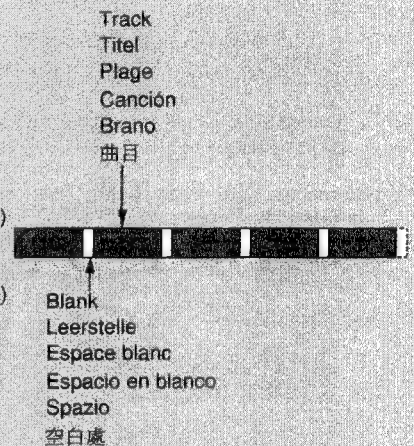 Track
Titel
Plage
Canción
Brano
曲目
)
)
Blank
Leerstelle
Espace blanc
Espacio en blanco
Spazio
空白處